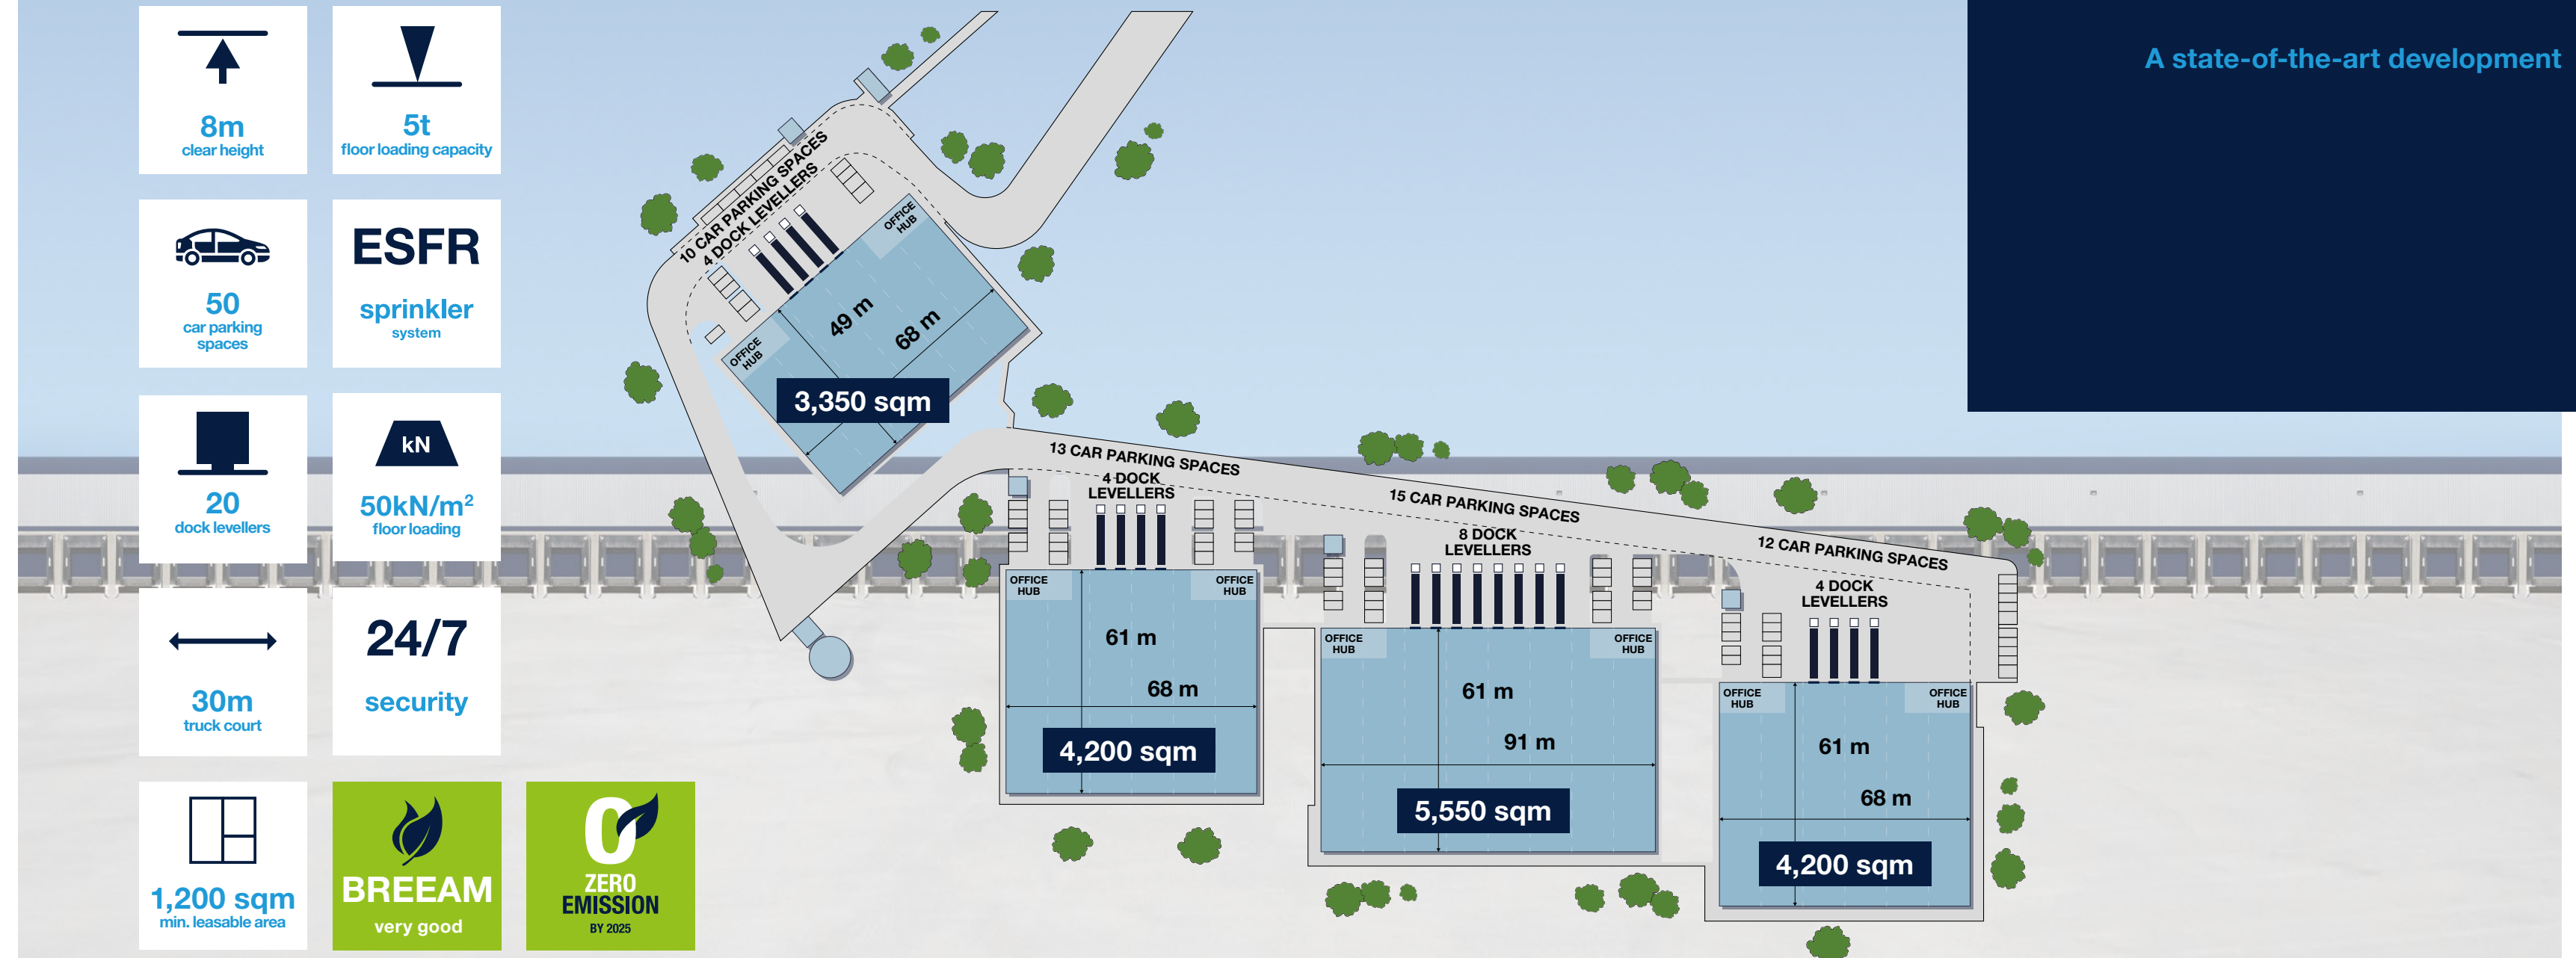 A state-of-the-art development
8m
clear height
5t
floor loading capacity
50
car parking
spaces
ESFR
sprinkler
system
20
dock levellers
kN
50kN/m²
floor loading
30m
truck court
24/7
security
1,200 sqm
min. leasable area
BREEAM
very good
0
ZERO
EMISSION
BY 2025
10 CAR PARKING SPACES
4 DOCK LEVELLERS
OFFICE
HUB
49 m
68 m
OFFICE
HUB
3,350 sqm
13 CAR PARKING SPACES
4 DOCK
LEVELLERS
OFFICE
HUB
OFFICE
HUB
61 m
68 m
4,200 sqm
15 CAR PARKING SPACES
8 DOCK
LEVELLERS
OFFICE
HUB
OFFICE
HUB
61 m
91 m
5,550 sqm
12 CAR PARKING SPACES
4 DOCK
LEVELLERS
OFFICE
HUB
OFFICE
HUB
61 m
68 m
4,200 sqm